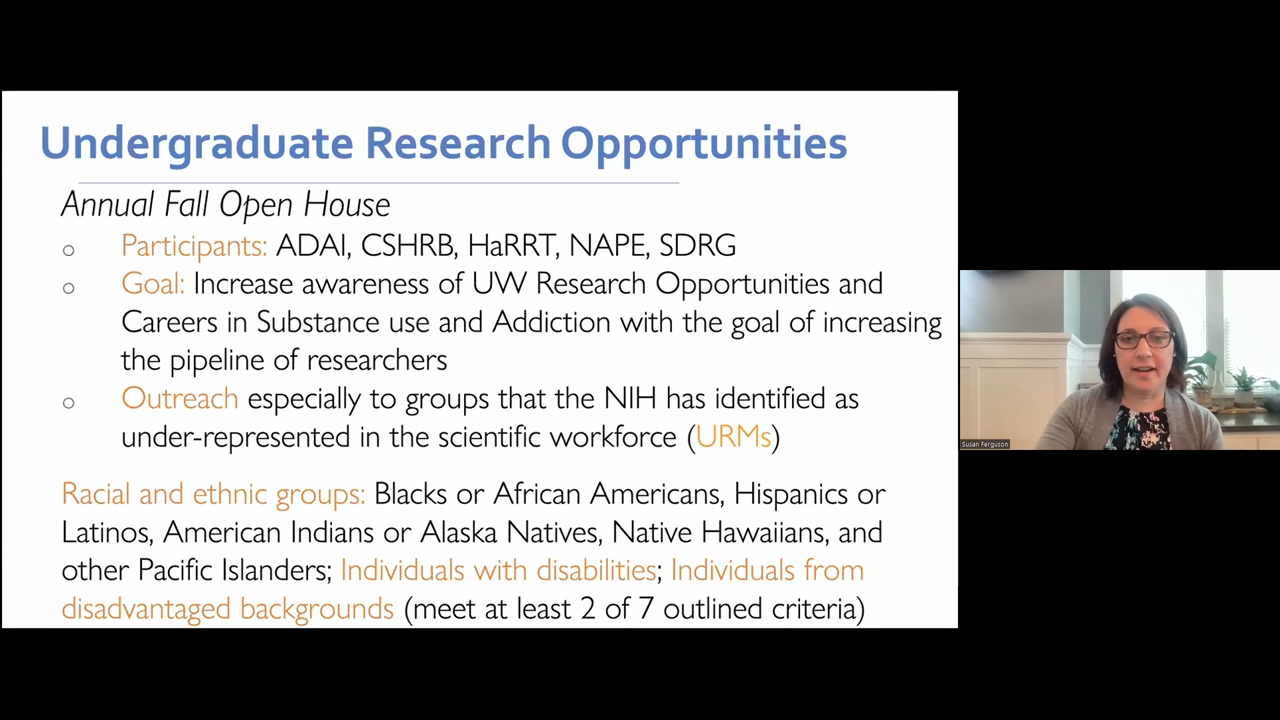 Undergraduate Research Opportunities
Annual Fall Open House
o Participants: ADAI, CSHRB, HaRRT, NAPE, SDRG
o Goal: Increase awareness of UW Research Opportunities and
Careers in Substance use and Addiction with the goal of increasing
the pipeline of researchers
o Outreach especially to groups that the NIH has identified as
under-represented in the scientific workforce (URMs)
Racial and ethnic groups: Blacks or African Americans, Hispanics or
Latinos, American Indians or Alaska Natives, Native Hawaiians, and
other Pacific Islanders; Individuals with disabilities; Individuals from
disadvantaged backgrounds (meet at least 2 of 7 outlined criteria)
Susan Ferguson